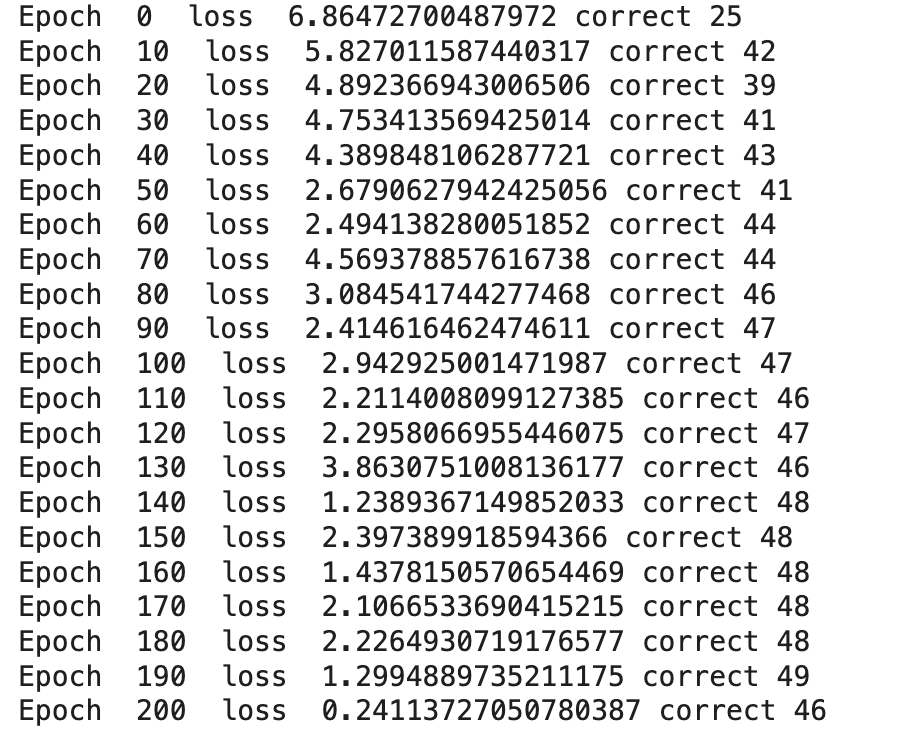 Epoch  0  loss  6.86472700487972 correct 25
Epoch  10  loss  5.827011587440317 correct 42
Epoch  20  loss  4.892366943006506 correct 39
Epoch  30  loss  4.753413569425014 correct 41
Epoch  40  loss  4.389848106287721 correct 43
Epoch  50  loss  2.6790627942425056 correct 41
Epoch  60  loss  2.494138280051852 correct 44
Epoch  70  loss  4.569378857616738 correct 44
Epoch  80  loss  3.084541744277468 correct 46
Epoch  90  loss  2.414616462474611 correct 47
Epoch  100  loss  2.942925001471987 correct 47
Epoch  110  loss  2.2114008099127385 correct 46
Epoch  120  loss  2.2958066955446075 correct 47
Epoch  130  loss  3.8630751008136177 correct 46
Epoch  140  loss  1.2389367149852033 correct 48
Epoch  150  loss  2.397389918594366 correct 48
Epoch  160  loss  1.4378150570654469 correct 48
Epoch  170  loss  2.1066533690415215 correct 48
Epoch  180  loss  2.2264930719176577 correct 48
Epoch  190  loss  1.2994889735211175 correct 49
Epoch  200  loss  0.24113727050780387 correct 46